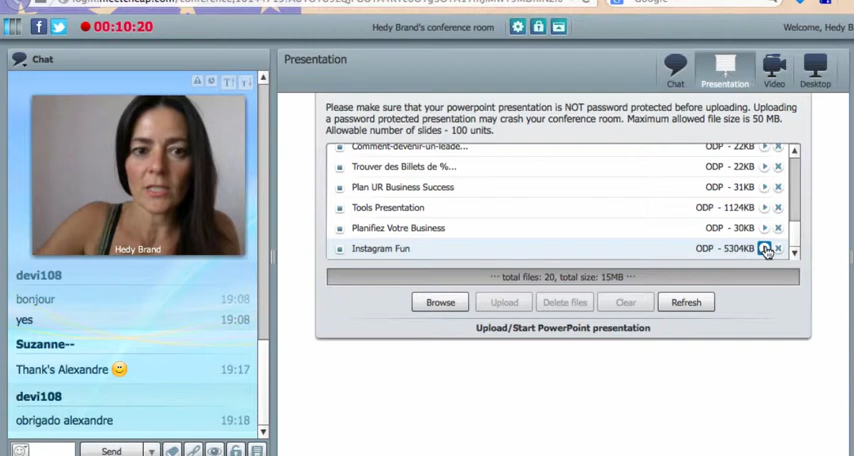 Hedy Brand's conference room
Welcome, Hedy B
00:10:20
Chat
Presentation
Chat
Presentation
Video
Desktop
T↑ T↓
Please make sure that your powerpoint presentation is NOT password protected before uploading. Uploading
a password protected presentation may crash your conference room. Maximum allowed file size is 50 MB.
Allowable number of slides - 100 units.
Comment-devenir-un-leade... ODP - 22KB
Trouver des Billets de %... ODP - 22KB
Plan UR Business Success ODP - 31KB
Tools Presentation ODP - 1124KB
Planifiez Votre Business ODP - 30KB
Instagram Fun ODP - 5304KB
··· total files: 20, total size: 15MB ···
Browse
Upload
Delete files
Clear
Refresh
Upload/Start PowerPoint presentation
Hedy Brand
devi108
bonjour 19:08
yes 19:08
Suzanne--
Thank's Alexandre 19:17
devi108
obrigado alexandre 19:18
Send